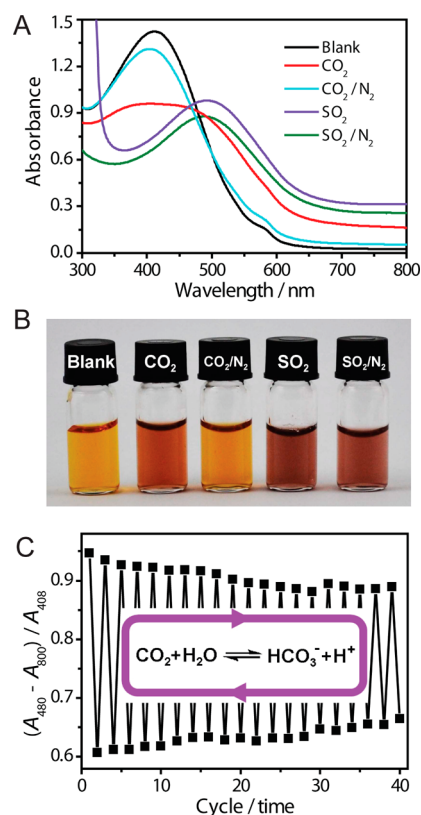 A
1.5
1.2
0.9
0.6
0.3
0.0
Absorbance
Blank
CO2
CO2 / N2
SO2
SO2 / N2
300 400 500 600 700 800
Wavelength / nm
B
Blank CO2 CO2/N2 SO2 SO2/N2
C
0.9
0.8
0.7
0.6
(A480 - A800) / A408
CO2+H2O ⇌ HCO3-+H+
0 10 20 30 40
Cycle / time